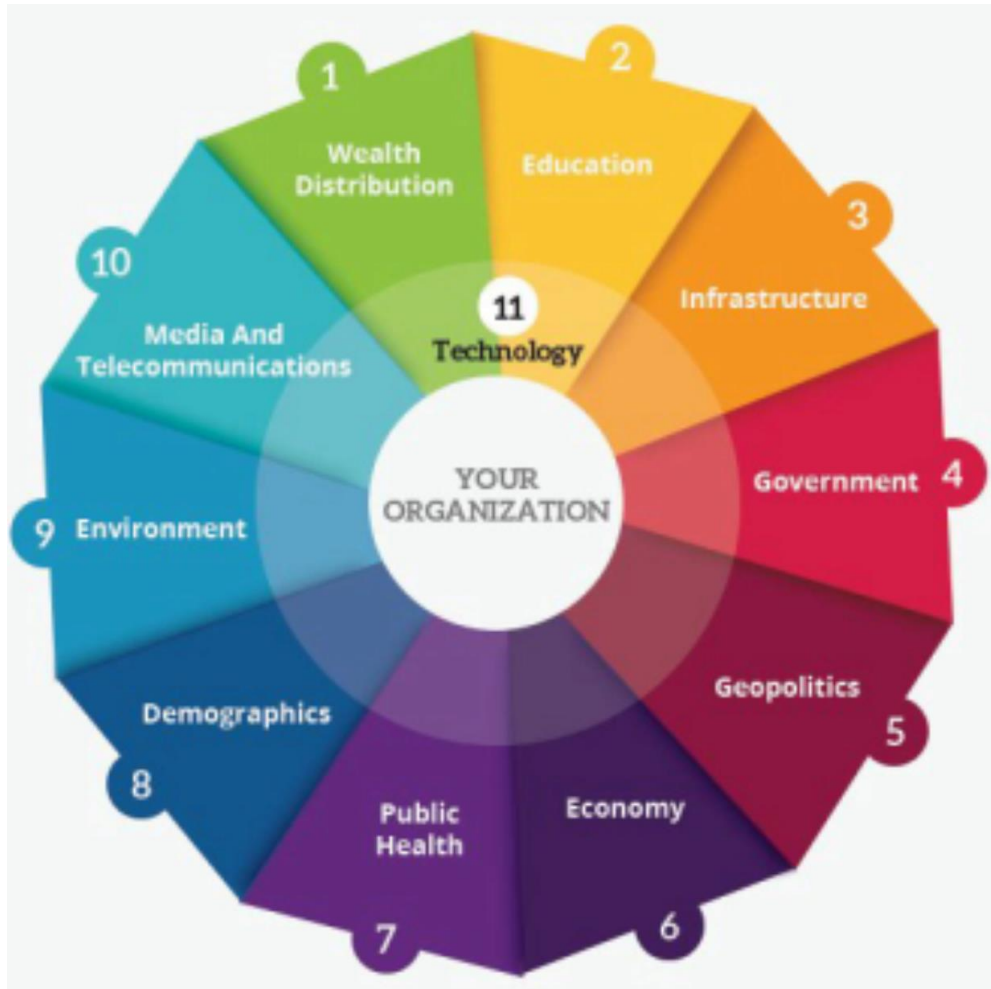 1
Wealth
Distribution
2
Education
3
Infrastructure
4
Government
5
Geopolitics
6
Economy
7
Public
Health
8
Demographics
9
Environment
10
Media And
Telecommunications
11
Technology
YOUR
ORGANIZATION